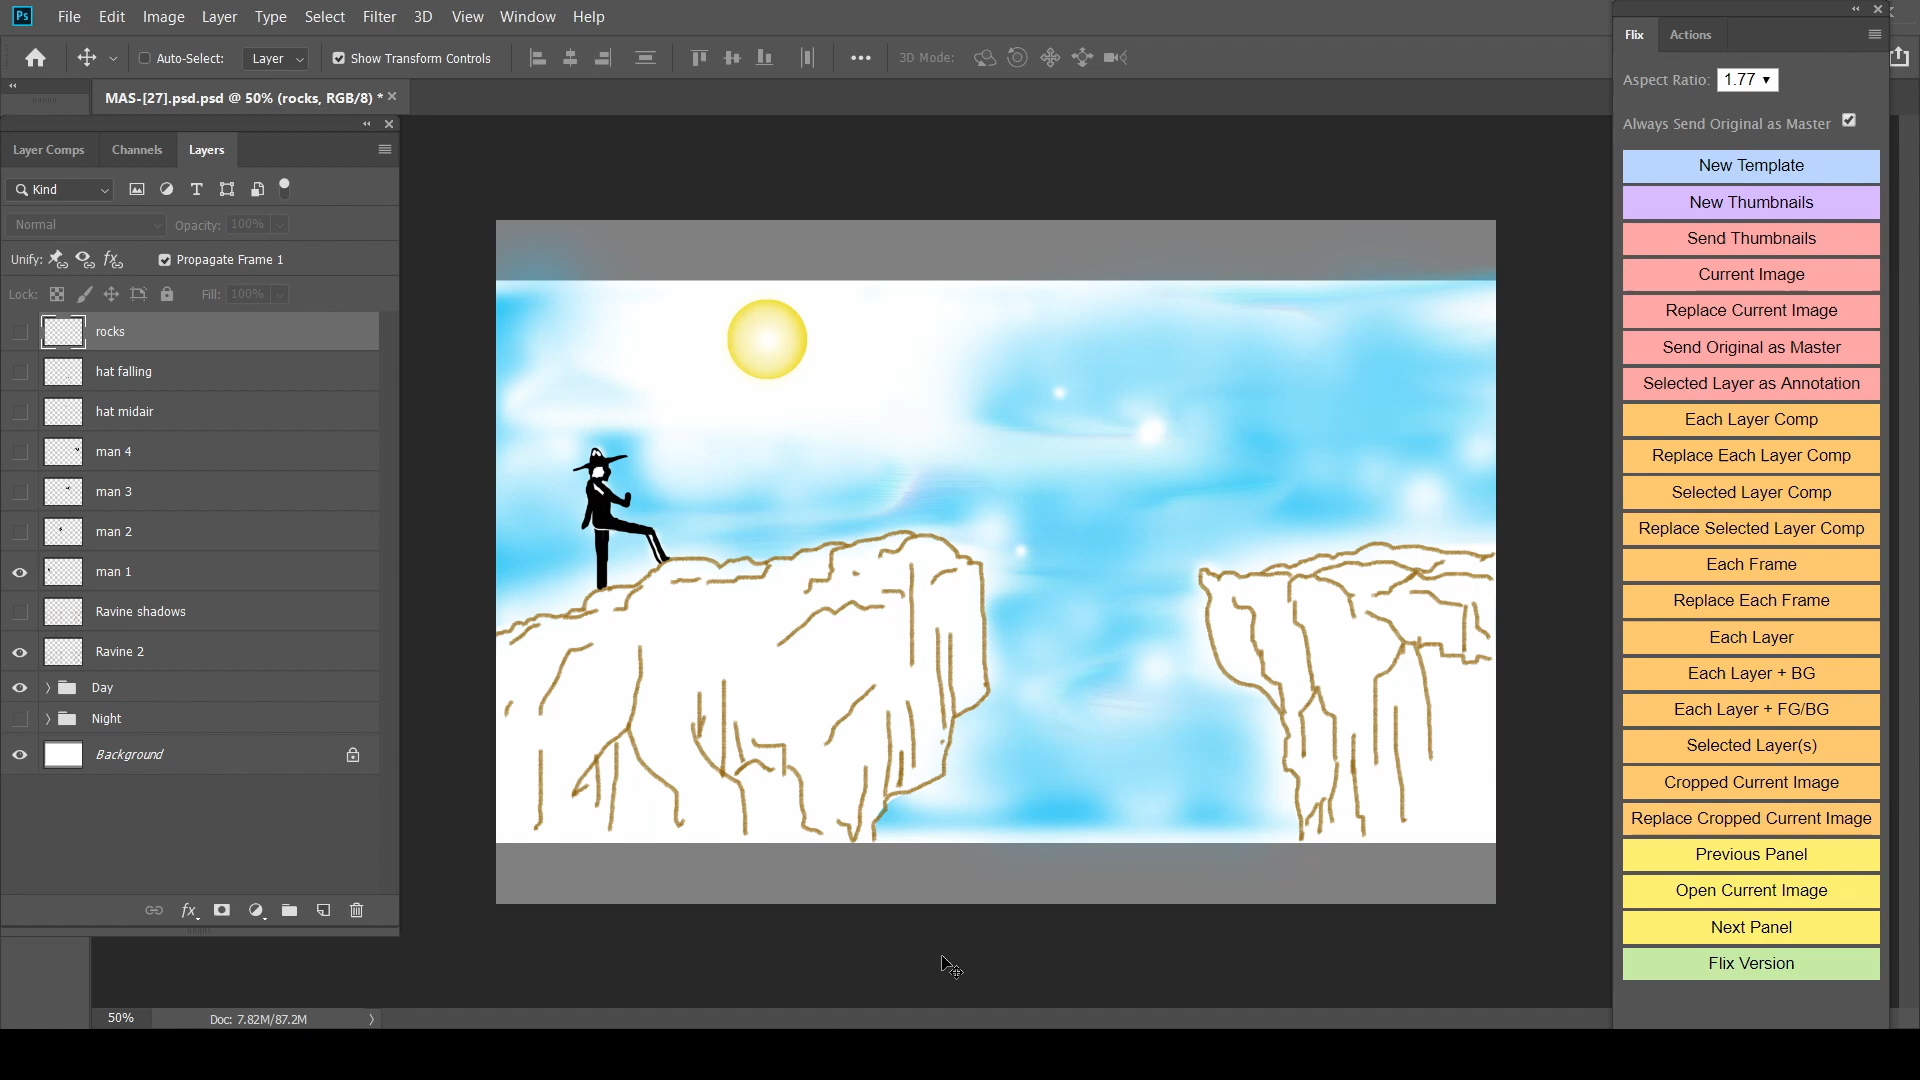 Ps File Edit Image Layer Type Select Filter 3D View Window Help
Auto-Select: Layer Show Transform Controls 3D Mode:
MAS-[27].psd.psd @ 50% (rocks, RGB/8) *
Layer Comps Channels Layers
Kind
Normal Opacity: 100%
Unify: Propagate Frame 1
Lock: Fill: 100%
rocks
hat falling
hat midair
man 4
man 3
man 2
man 1
Ravine shadows
Ravine 2
Day
Night
Background
fx
50% Doc: 7.82M/87.2M
Flix Actions
Aspect Ratio: 1.77
Always Send Original as Master
New Template
New Thumbnails
Send Thumbnails
Current Image
Replace Current Image
Send Original as Master
Selected Layer as Annotation
Each Layer Comp
Replace Each Layer Comp
Selected Layer Comp
Replace Selected Layer Comp
Each Frame
Replace Each Frame
Each Layer
Each Layer + BG
Each Layer + FG/BG
Selected Layer(s)
Cropped Current Image
Replace Cropped Current Image
Previous Panel
Open Current Image
Next Panel
Flix Version